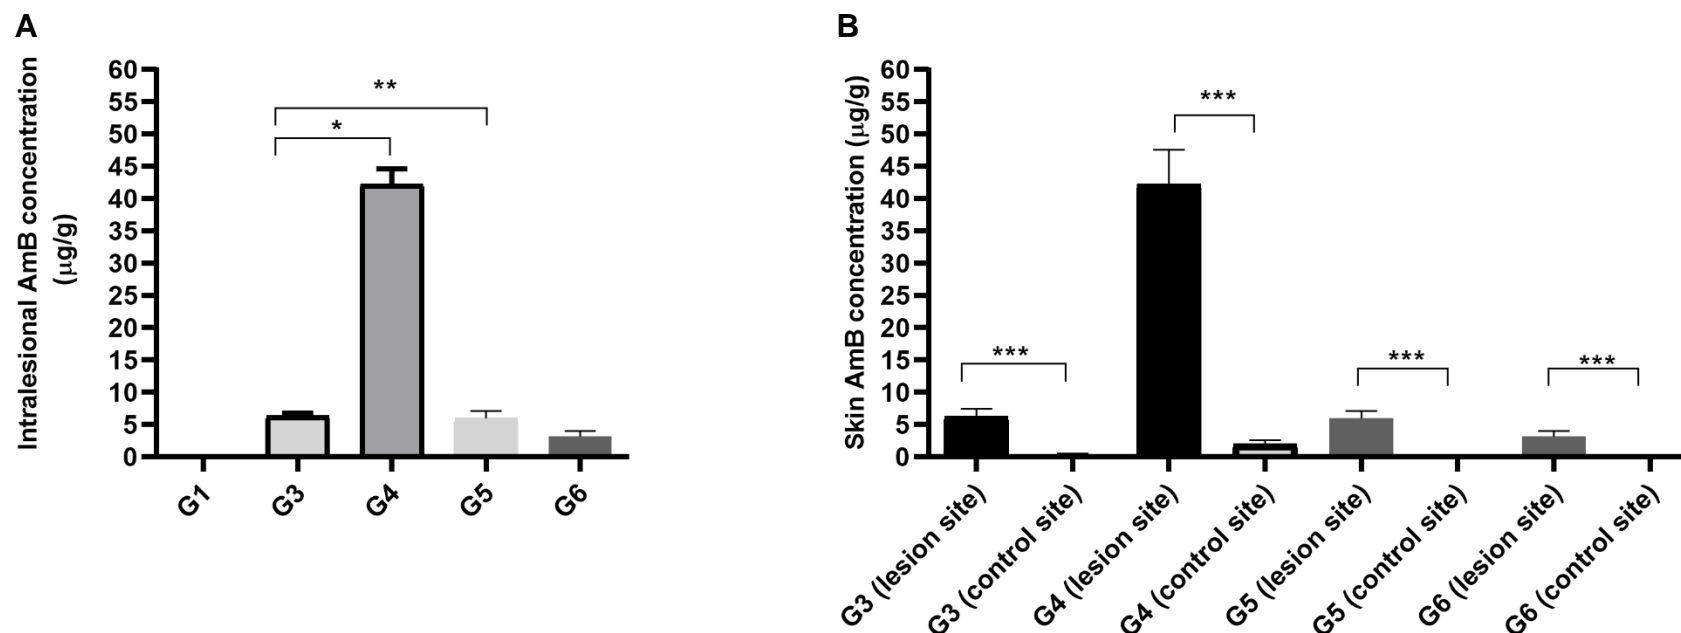 A
Intralesional AmB concentration
(μg/g)
60
55
50
45
40
35
30
25
20
15
10
5
0
**
*
G1
G3
G4
G5
G6
B
Skin AmB concentration (μg/g)
60
55
50
45
40
35
30
25
20
15
10
5
0
***
***
***
***
G3 (lesion site)
G3 (control site)
G4 (lesion site)
G4 (control site)
G5 (lesion site)
G5 (control site)
G6 (lesion site)
G6 (control site)